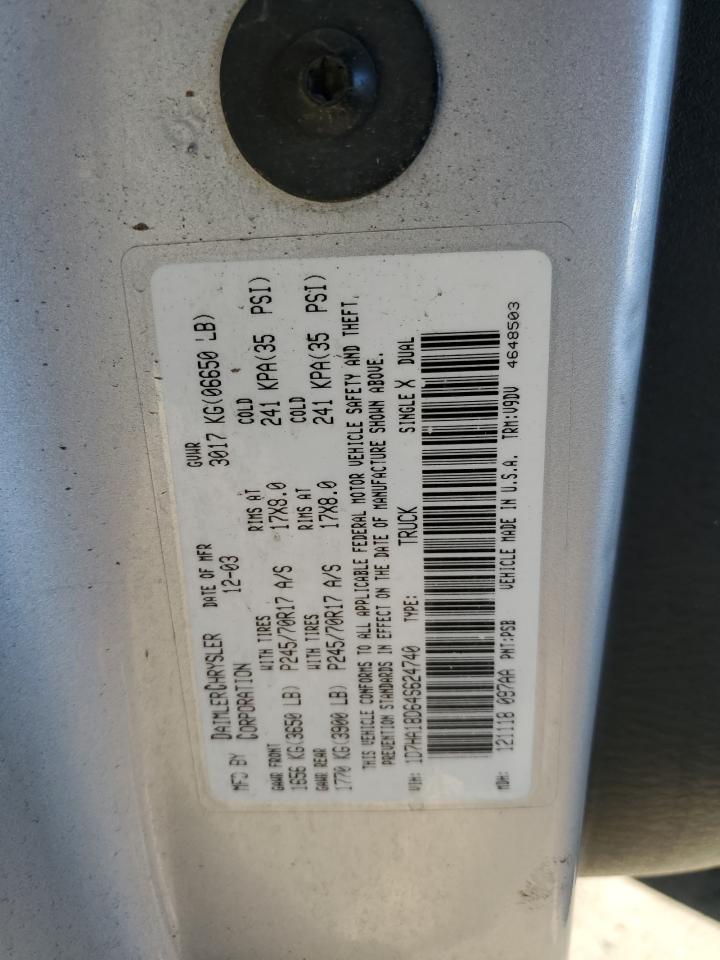 MFD BY DAIMLERCHRYSLER CORPORATION DATE OF MFR 12-03 GVWR 3017 KG(06650 LB)
GAWR FRONT 1656 KG(3650 LB) WITH TIRES P245/70R17 A/S RIMS AT 17X8.0 COLD 241 KPA(35 PSI)
GAWR REAR 1770 KG(3900 LB) WITH TIRES P245/70R17 A/S RIMS AT 17X8.0 COLD 241 KPA(35 PSI)
THIS VEHICLE CONFORMS TO ALL APPLICABLE FEDERAL MOTOR VEHICLE SAFETY AND THEFT,
PREVENTION STANDARDS IN EFFECT ON THE DATE OF MANUFACTURE SHOWN ABOVE.
VIN: 1D7HA18D64S624740 TYPE: TRUCK SINGLE X DUAL
MDH: 121118 087AA PNT:PSB VEHICLE MADE IN U.S.A. TRM:V9DV 4648503